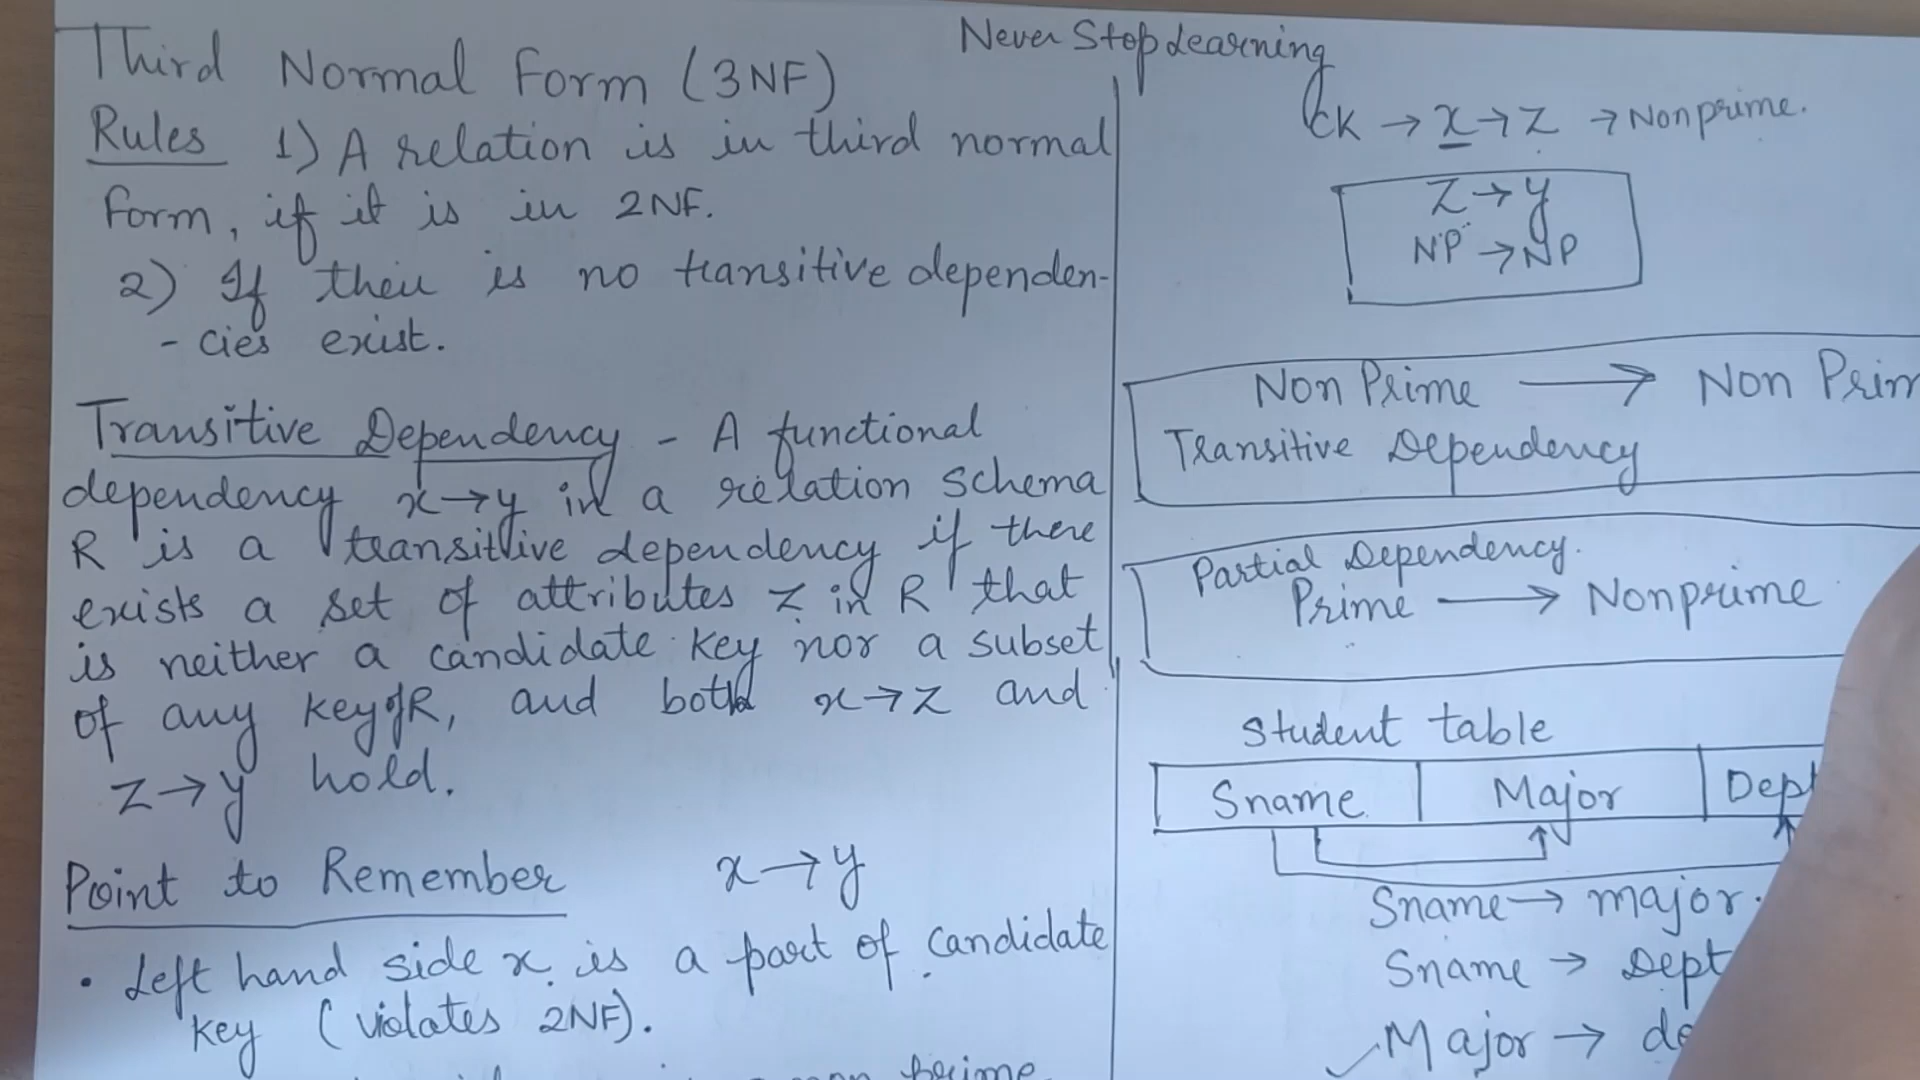 Third Normal Form (3NF)
Rules 1) A relation is in third normal
form, if it is in 2NF.
2) If their is no transitive dependen-
- cies exist.
Transitive Dependency - A functional
dependency x→y in a relation schema
R is a transitive dependency if there
exists a set of attributes z in R that
is neither a candidate key nor a subset
of any key of R, and both x→z and
z→y hold.
Point to Remember x→y
• Left hand side x is a part of candidate
key (violates 2NF).
prime
Never Stop Learning
CK → x→z → Nonprime.
Z→y
NP → NP
Non Prime → Non Prim
Transitive Dependency
Partial Dependency.
Prime → Nonprime
Student table
Sname Major Dept
Sname → major.
Sname → Dept
Major → de